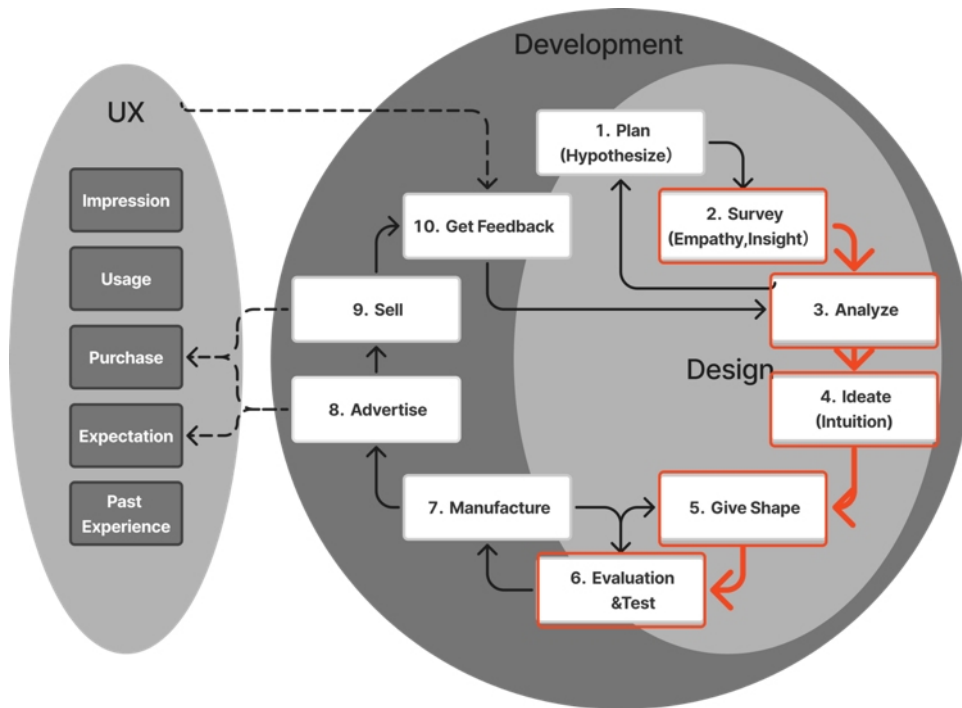 Development
UX
1. Plan
(Hypothesize)
Impression
2. Survey
(Empathy,Insight)
10. Get Feedback
Usage
9. Sell
3. Analyze
Purchase
Design
8. Advertise
4. Ideate
(Intuition)
Expectation
Past
Experience
7. Manufacture
5. Give Shape
6. Evaluation
&Test